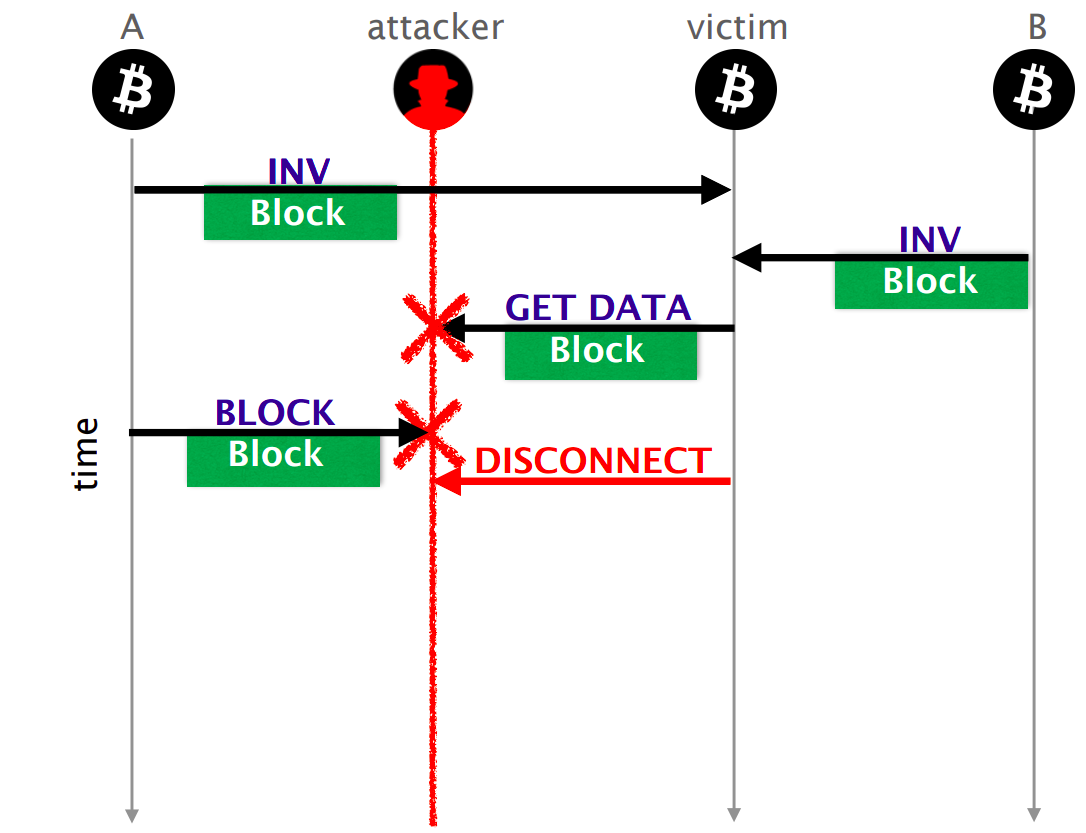 A
attacker
victim
B
INV
Block
INV
Block
GET DATA
Block
BLOCK
Block
DISCONNECT
time